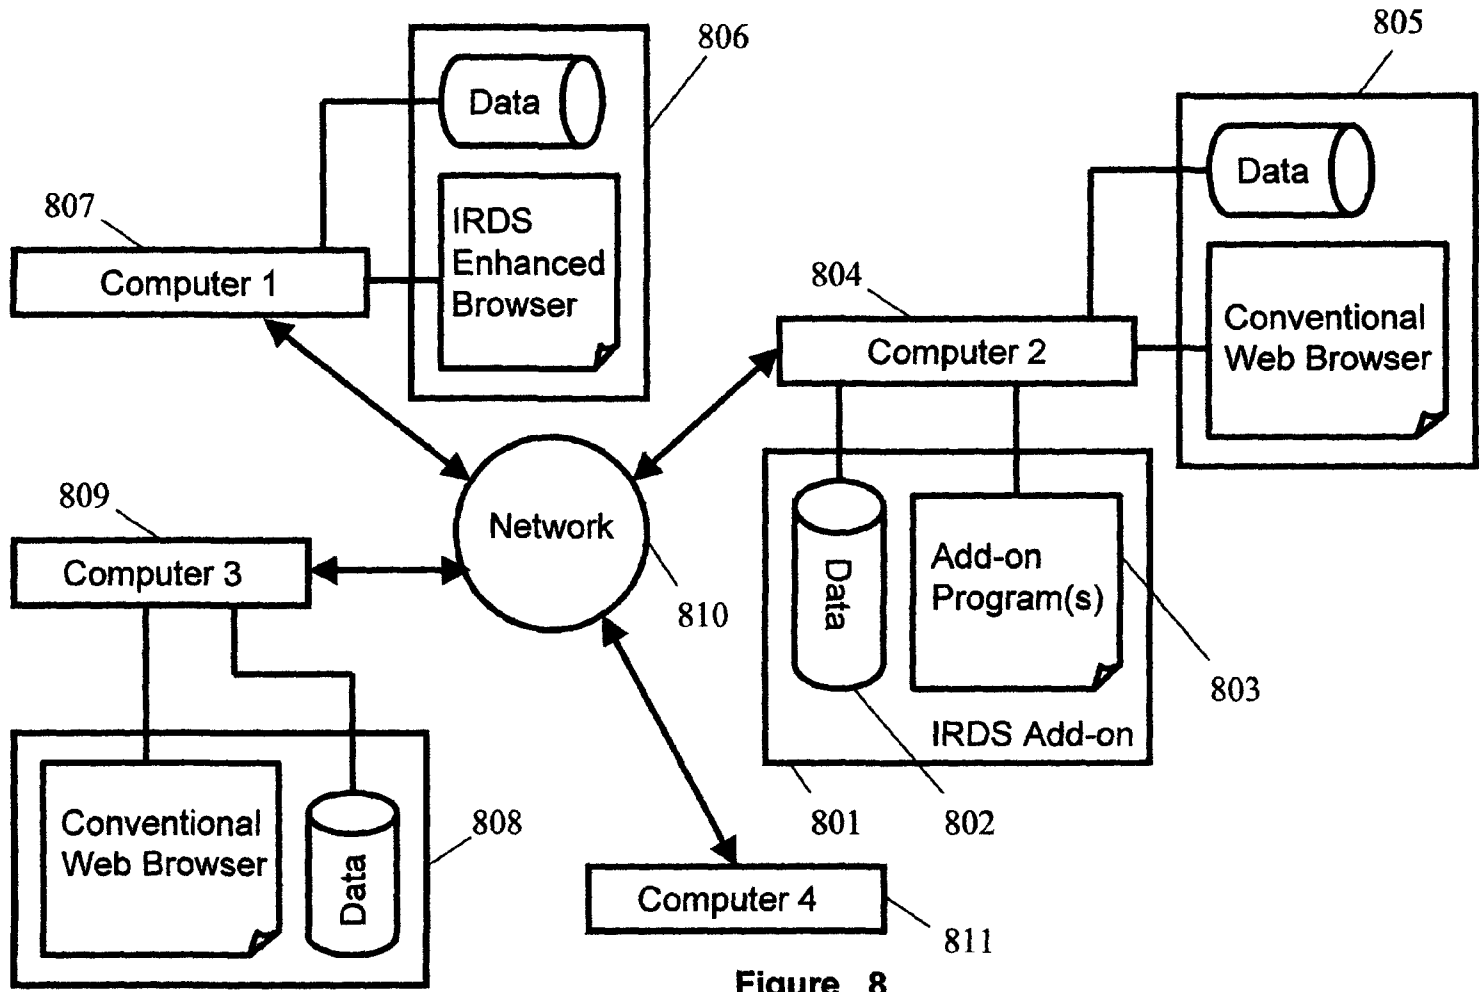 806
Data
IRDS
Enhanced
Browser
807
Computer 1
805
Data
Conventional
Web Browser
804
Computer 2
Network
810
809
Computer 3
Data
Add-on
Program(s)
803
IRDS Add-on
801
802
Conventional
Web Browser
Data
808
Computer 4
811
Figure 8